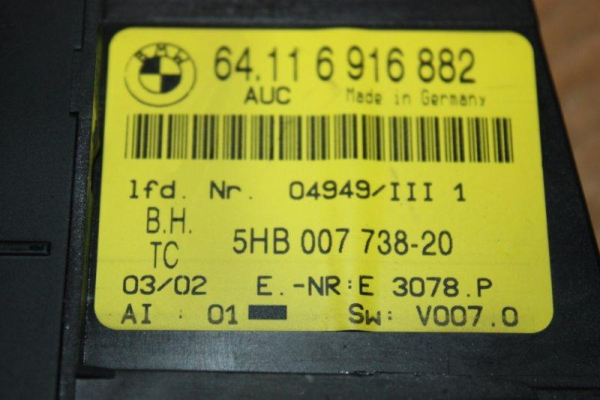 BMW
64.11 6 916 882
AUC Made in Germany
lfd. Nr. 04949/III 1
B.H.
TC
5HB 007 738-20
03/02 E.-NR:E 3078.P
AI : 01 Sw: V007.0